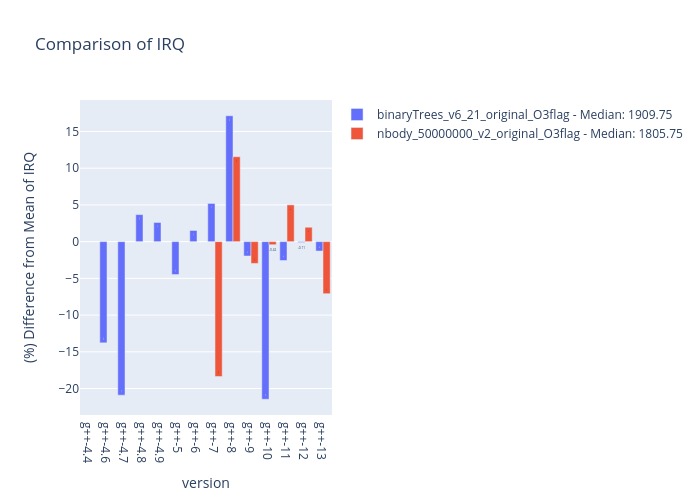 Comparison of IRQ
binaryTrees_v6_21_original_O3flag - Median: 1909.75
nbody_50000000_v2_original_O3flag - Median: 1805.75
(%) Difference from Mean of IRQ
15
10
5
0
−5
−10
−15
−20
g++-4.4
g++-4.6
g++-4.7
g++-4.8
g++-4.9
g++-5
g++-6
g++-7
g++-8
g++-9
g++-10
g++-11
g++-12
g++-13
version